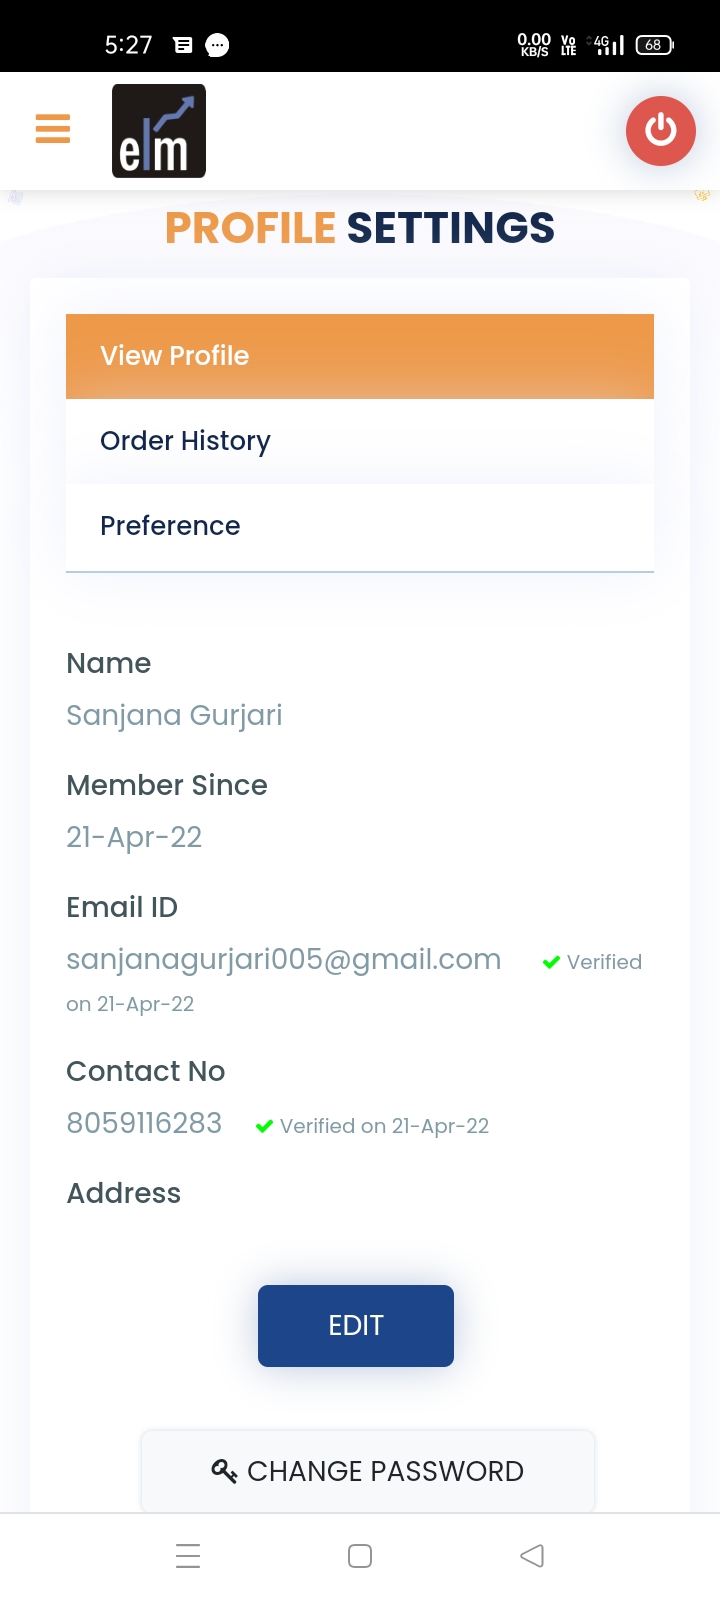 5:27 0.00 KB/S Vo LTE 4G 68
elm
PROFILE SETTINGS
View Profile
Order History
Preference
Name
Sanjana Gurjari
Member Since
21-Apr-22
Email ID
sanjanagurjari005@gmail.com Verified
on 21-Apr-22
Contact No
8059116283 Verified on 21-Apr-22
Address
EDIT
CHANGE PASSWORD